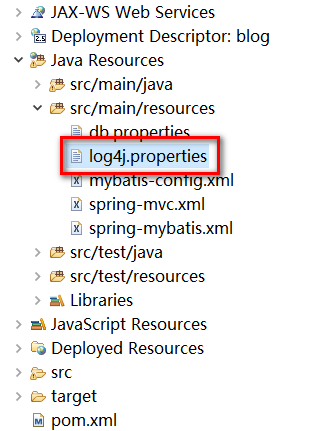 JAX-WS Web Services
Deployment Descriptor: blog
Java Resources
src/main/java
src/main/resources
db.properties
log4j.properties
mybatis-config.xml
spring-mvc.xml
spring-mybatis.xml
src/test/java
src/test/resources
Libraries
JavaScript Resources
Deployed Resources
src
target
pom.xml